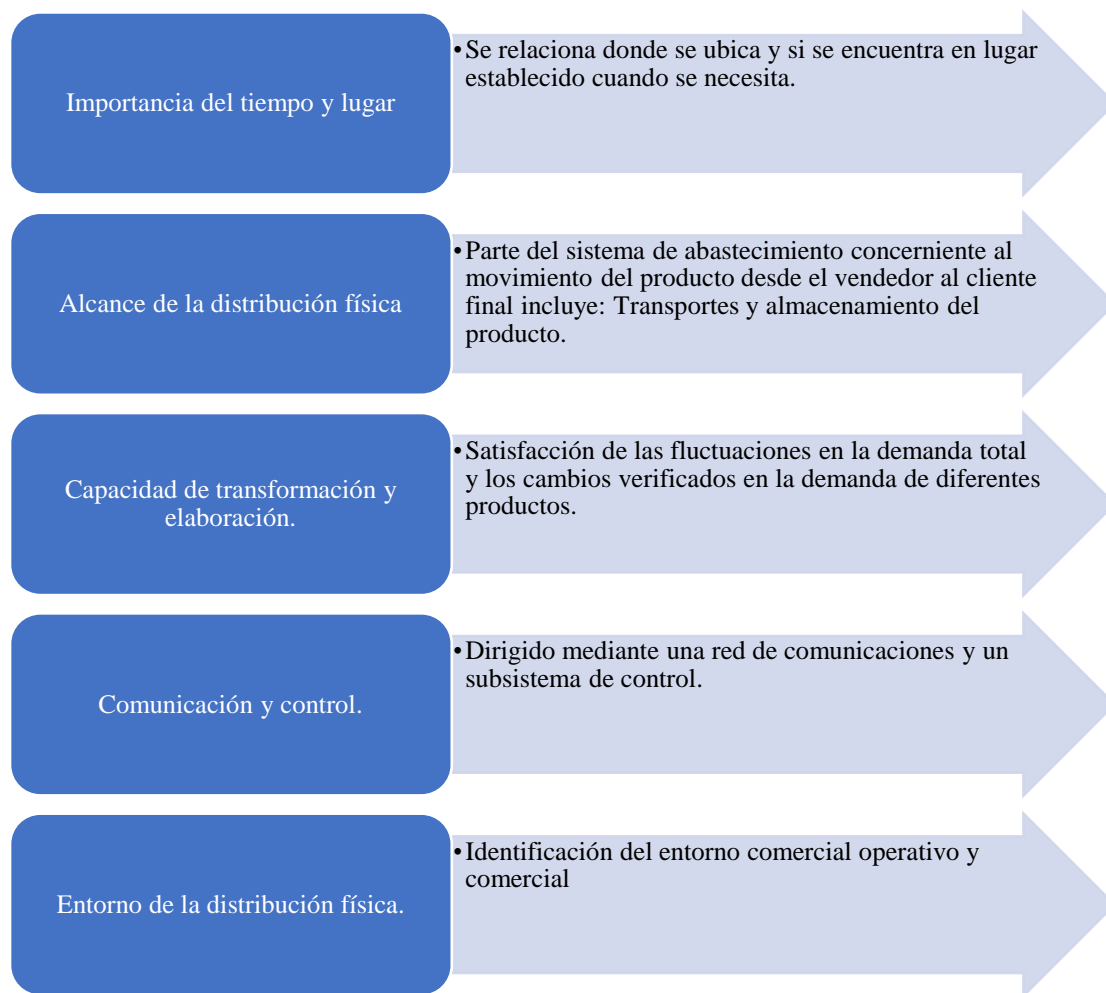 Importancia del tiempo y lugar
•Se relaciona donde se ubica y si se encuentra en lugar
establecido cuando se necesita.
Alcance de la distribución física
•Parte del sistema de abastecimiento concerniente al
movimiento del producto desde el vendedor al cliente
final incluye: Transportes y almacenamiento del
producto.
Capacidad de transformación y
elaboración.
•Satisfacción de las fluctuaciones en la demanda total
y los cambios verificados en la demanda de diferentes
productos.
Comunicación y control.
•Dirigido mediante una red de comunicaciones y un
subsistema de control.
Entorno de la distribución física.
•Identificación del entorno comercial operativo y
comercial